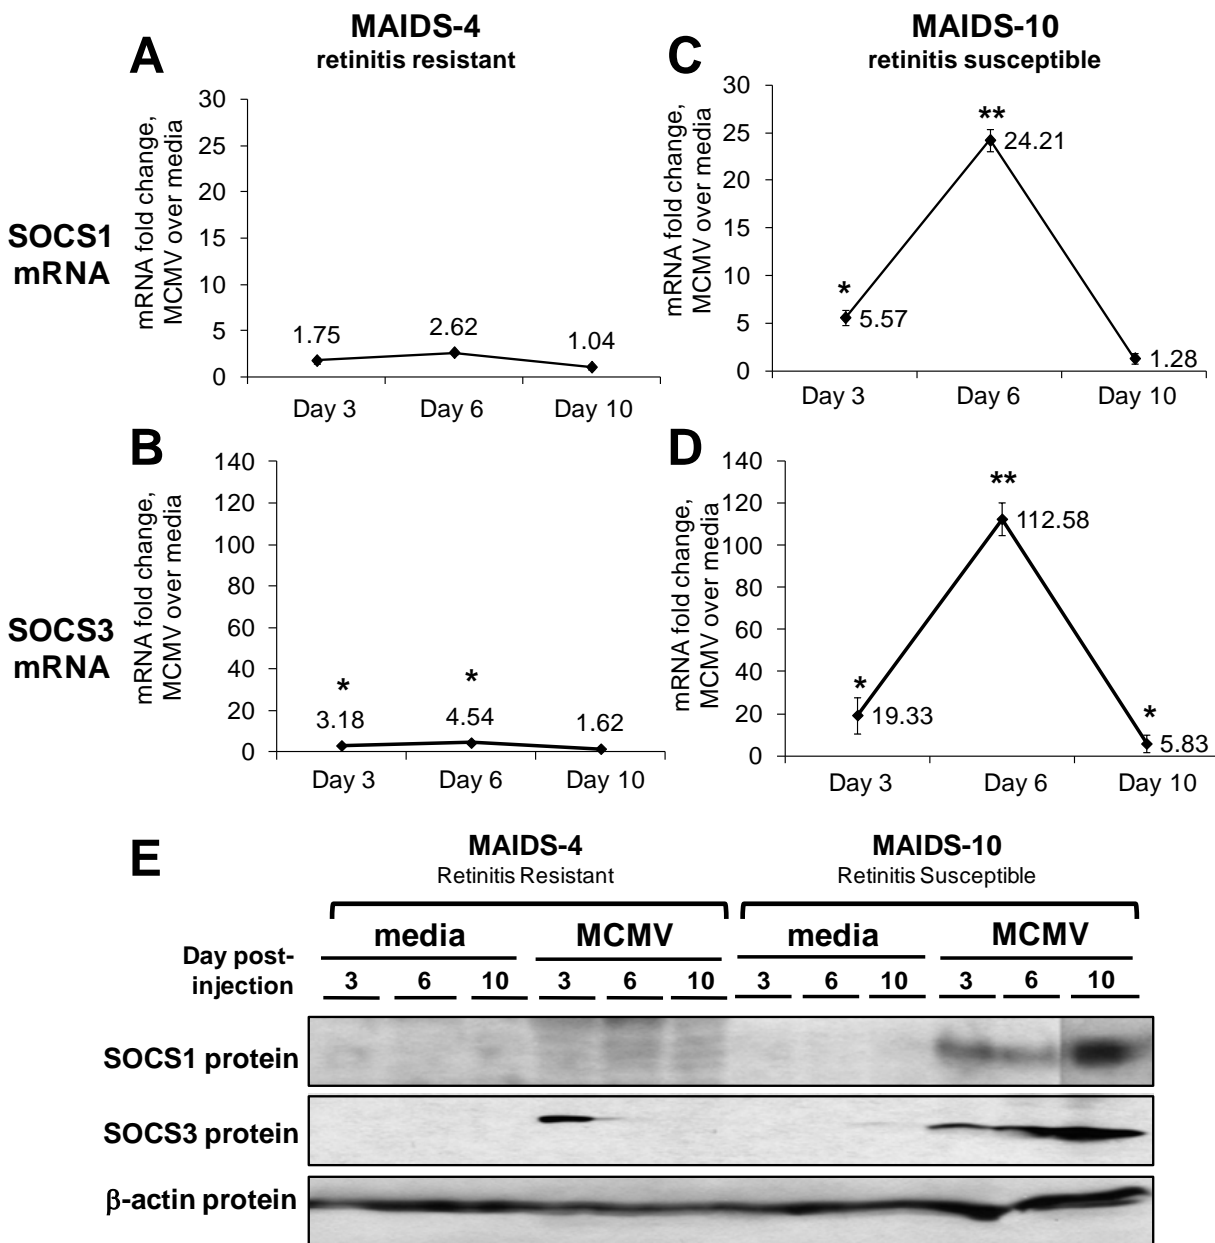 MAIDS-4
retinitis resistant
MAIDS-10
retinitis susceptible
A
SOCS1
mRNA
mRNA fold change,
MCMV over media
30
25
20
15
10
5
0
1.75
2.62
1.04
Day 3
Day 6
Day 10
C
mRNA fold change,
MCMV over media
30
25
20
15
10
5
0
*
5.57
**
24.21
1.28
Day 3
Day 6
Day 10
B
SOCS3
mRNA
mRNA fold change,
MCMV over media
140
120
100
80
60
40
20
0
*
3.18
*
4.54
1.62
Day 3
Day 6
Day 10
D
mRNA fold change,
MCMV over media
140
120
100
80
60
40
20
0
*
19.33
**
112.58
*
5.83
Day 3
Day 6
Day 10
E
MAIDS-4
Retinitis Resistant
MAIDS-10
Retinitis Susceptible
media MCMV media MCMV
Day post-
injection
3 6 10 3 6 10 3 6 10 3 6 10
SOCS1 protein
SOCS3 protein
β-actin protein